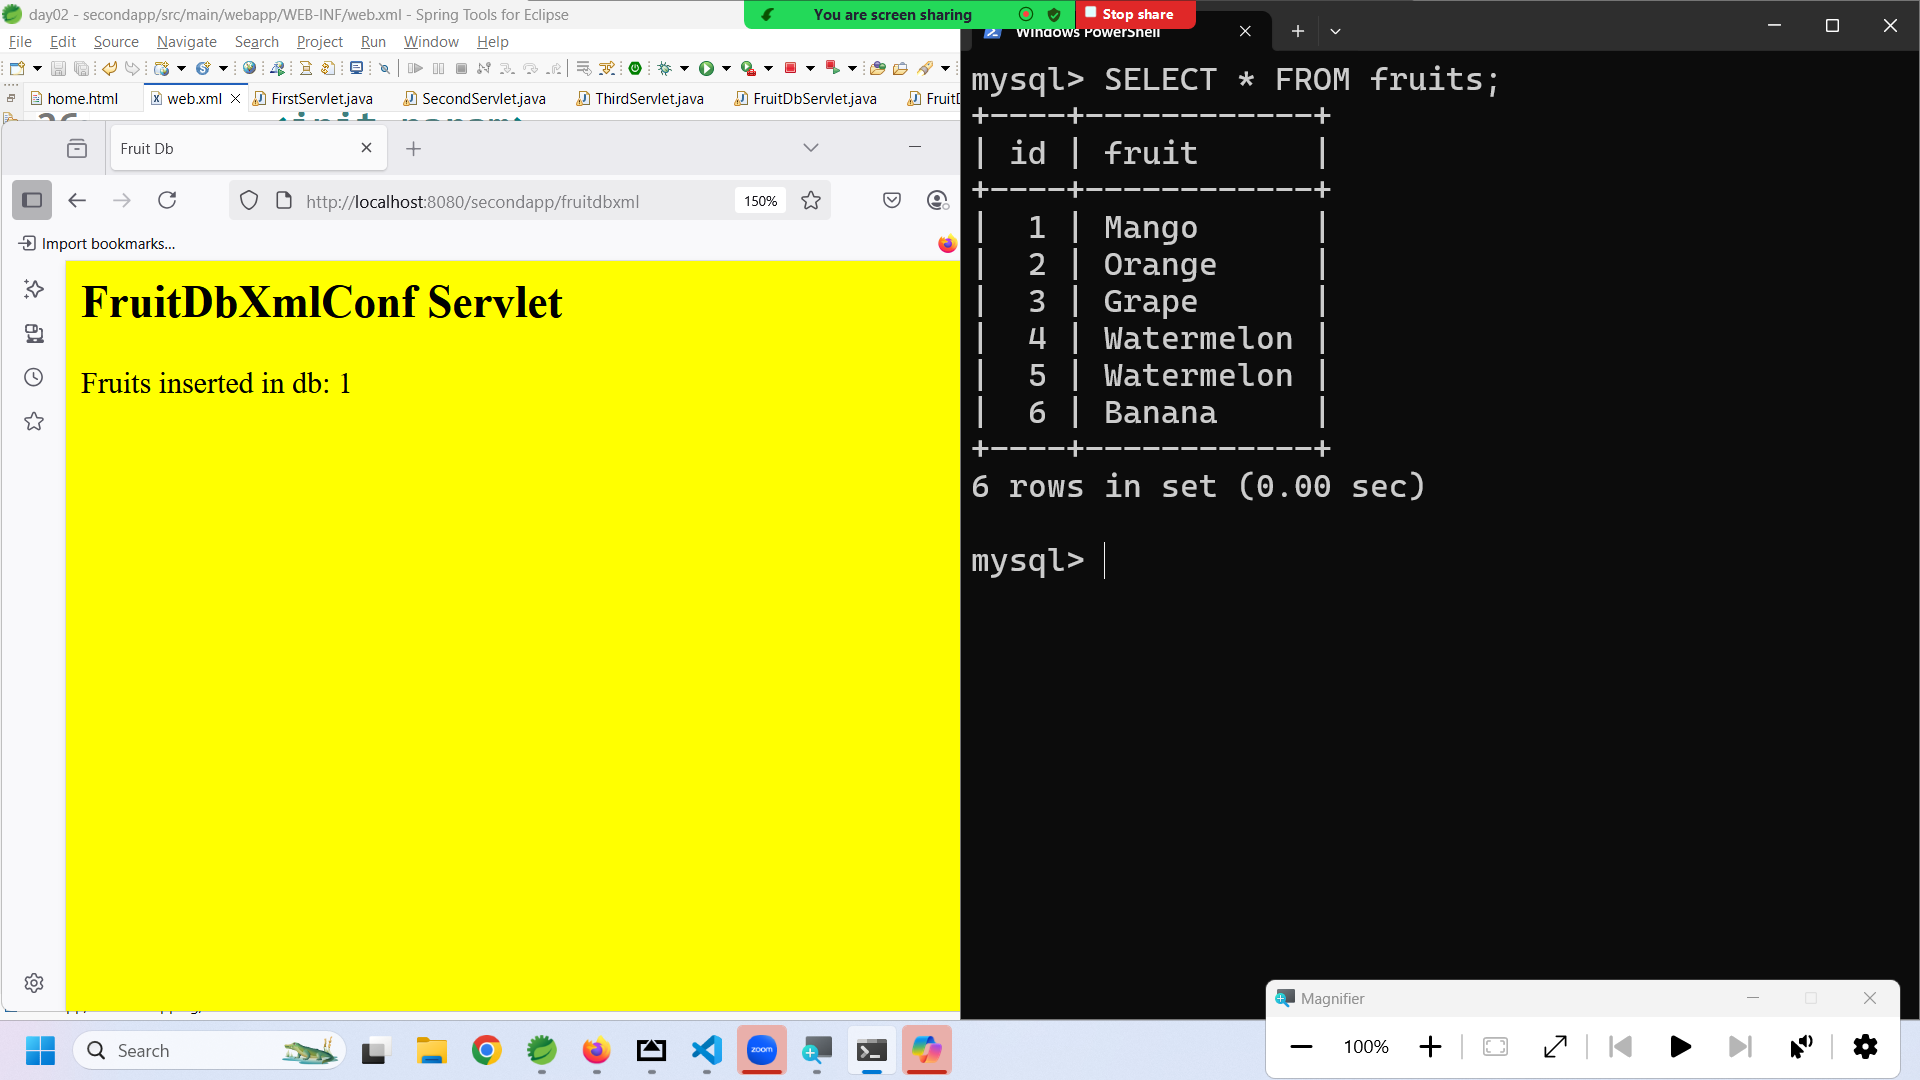 day02 - secondapp/src/main/webapp/WEB-INF/web.xml - Spring Tools for Eclipse
You are screen sharing
Stop share
File Edit Source Navigate Search Project Run Window Help
home.html web.xml FirstServlet.java SecondServlet.java ThirdServlet.java FruitDbServlet.java
Fruit Db
http://localhost:8080/secondapp/fruitdbxml 150%
Import bookmarks...
FruitDbXmlConf Servlet
Fruits inserted in db: 1
Windows PowerShell
mysql> SELECT * FROM fruits;
+----+------------+
| id | fruit      |
+----+------------+
|  1 | Mango      |
|  2 | Orange     |
|  3 | Grape      |
|  4 | Watermelon |
|  5 | Watermelon |
|  6 | Banana     |
+----+------------+
6 rows in set (0.00 sec)
mysql>
Magnifier
100%
Search
zoom